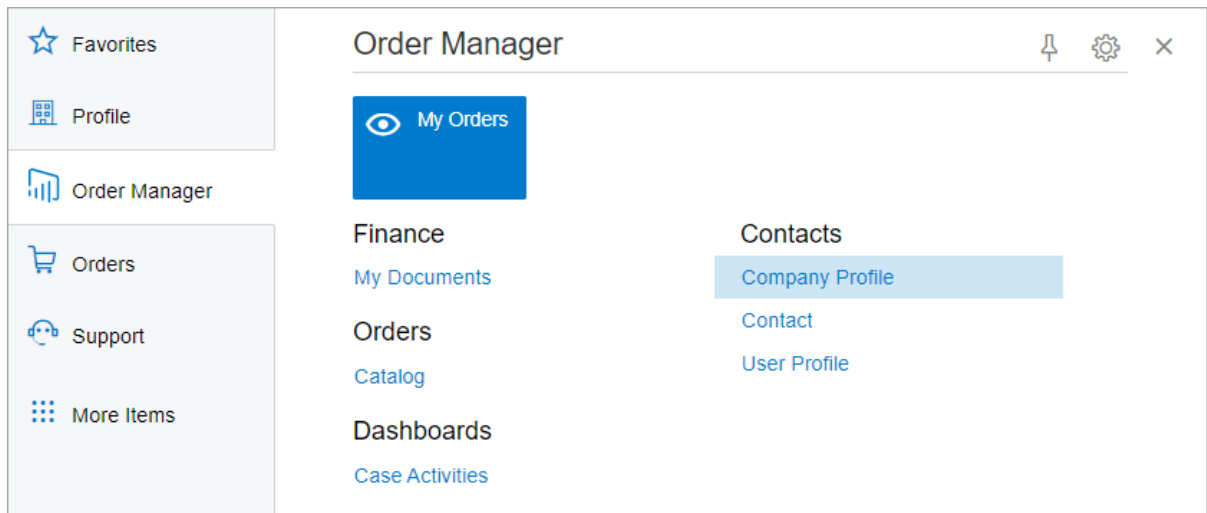 Favorites
Profile
Order Manager
Orders
Support
More Items
Order Manager
My Orders
Finance
My Documents
Orders
Catalog
Dashboards
Case Activities
Contacts
Company Profile
Contact
User Profile